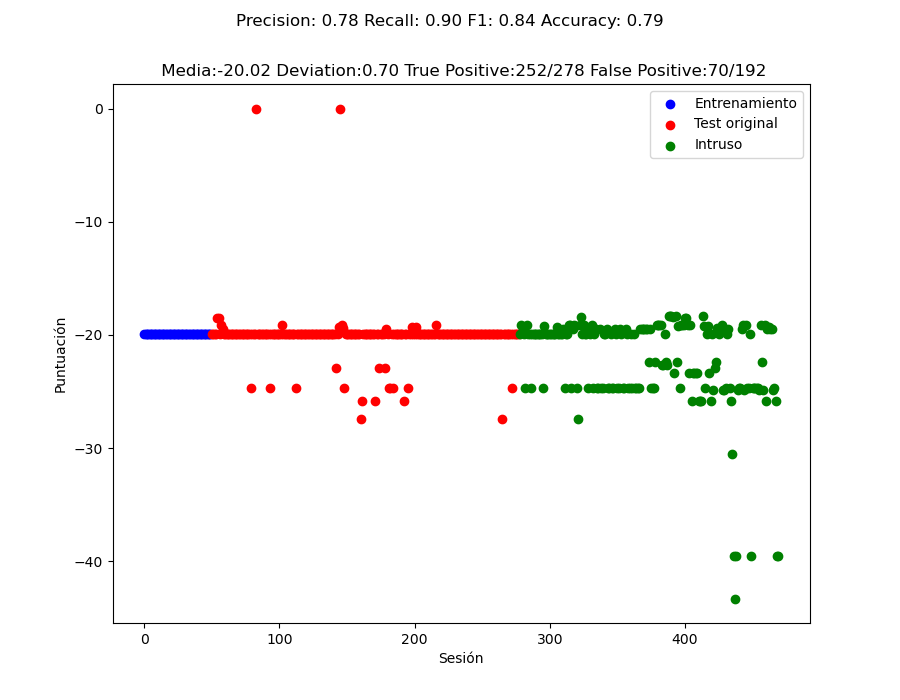 Precision: 0.78 Recall: 0.90 F1: 0.84 Accuracy: 0.79
Media:-20.02 Deviation:0.70 True Positive:252/278 False Positive:70/192
Entrenamiento
Test original
Intruso
0
−10
−20
−30
−40
Puntuación
0
100
200
300
400
Sesión